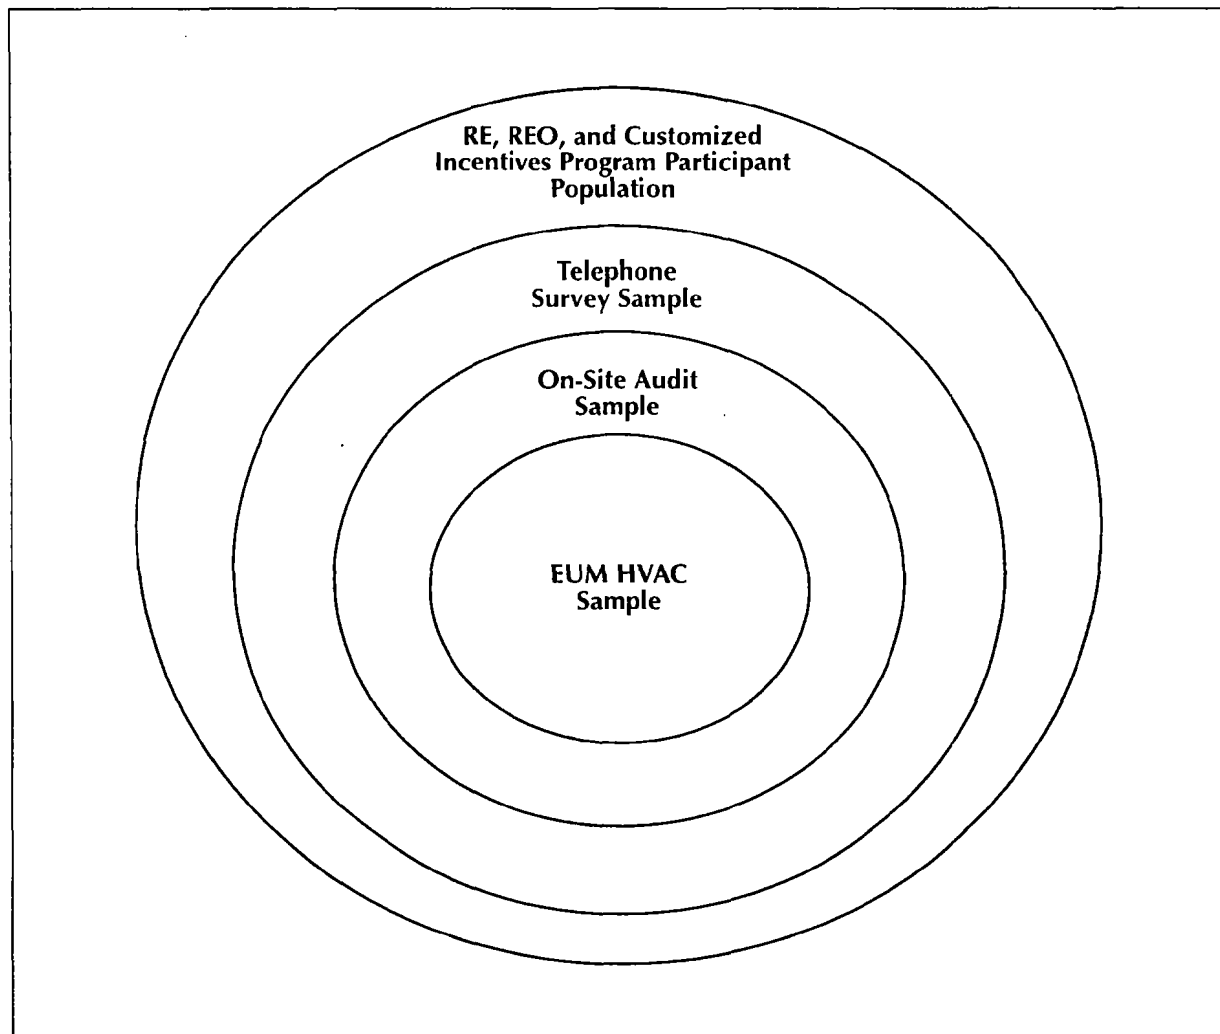 RE, REO, and Customized
Incentives Program Participant
Population
Telephone
Survey Sample
On-Site Audit
Sample
EUM HVAC
Sample